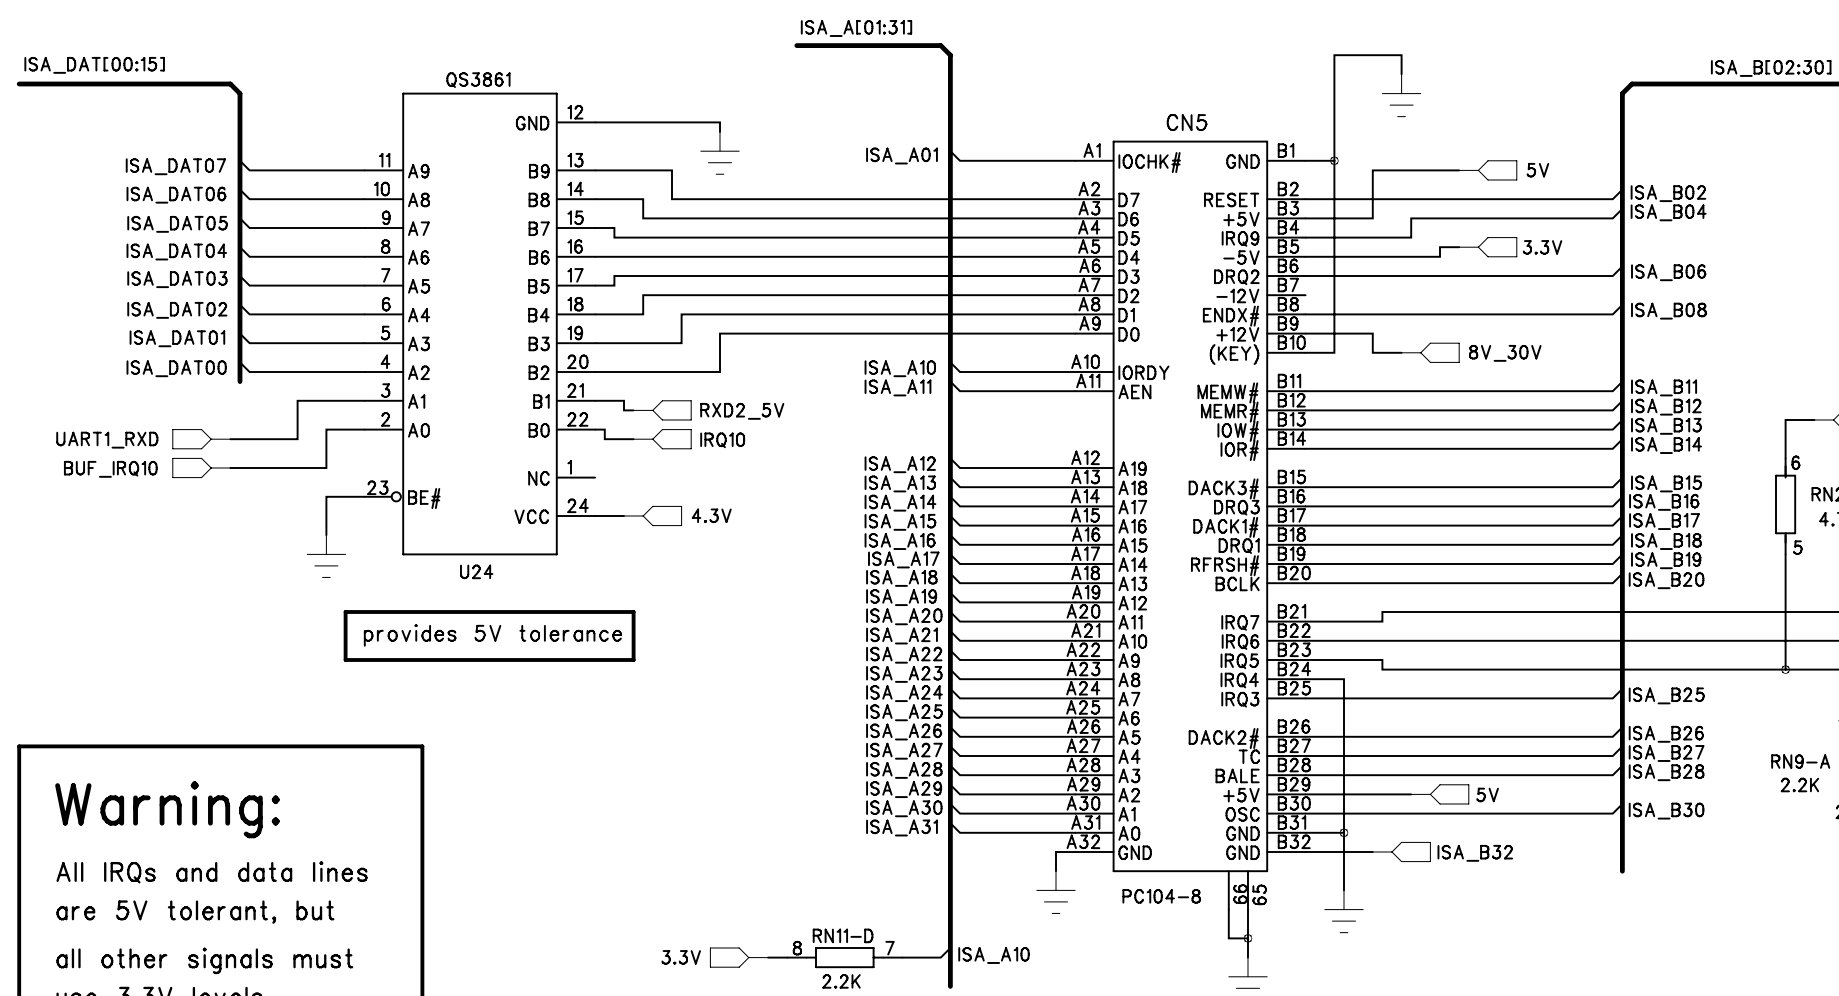 ISA_A[01:31]
ISA_DAT[00:15]
ISA_B[02:30]
QS3861
GND 12
ISA_DAT07 11 A9 B9 13
ISA_DAT06 10 A8 B8 14
ISA_DAT05 9 A7 B7 15
ISA_DAT04 8 A6 B6 16
ISA_DAT03 7 A5 B5 17
ISA_DAT02 6 A4 B4 18
ISA_DAT01 5 A3 B3 19
ISA_DAT00 4 A2 B2 20
3 A1 B1 21 RXD2_5V
UART1_RXD
2 A0 B0 22 IRQ10
BUF_IRQ10
NC 1
23 BE#
VCC 24 4.3V
U24
provides 5V tolerance
Warning:
All IRQs and data lines
are 5V tolerant, but
all other signals must
use 3.3V levels
CN5
ISA_A01 A1 IOCHK# GND B1
5V
A2 D7 RESET B2 ISA_B02
A3 D6 +5V B3
A4 D5 IRQ9 B4 ISA_B04
A5 D4 -5V B5 3.3V
A6 D3 DRQ2 B6 ISA_B06
A7 D2 -12V B7
A8 D1 ENDX# B8 ISA_B08
A9 D0 +12V B9 8V_30V
(KEY) B10
ISA_A10 A10 IORDY
ISA_A11 A11 AEN MEMW# B11 ISA_B11
MEMR# B12 ISA_B12
IOW# B13 ISA_B13
IOR# B14 ISA_B14
ISA_A12 A12 A19
ISA_A13 A13 A18 DACK3# B15 ISA_B15
ISA_A14 A14 A17 DRQ3 B16 ISA_B16
ISA_A15 A15 A16 DACK1# B17 ISA_B17
ISA_A16 A16 A15 DRQ1 B18 ISA_B18
ISA_A17 A17 A14 RFRSH# B19 ISA_B19
ISA_A18 A18 A13 BCLK B20 ISA_B20
ISA_A19 A19 A12
ISA_A20 A20 A11 IRQ7 B21
ISA_A21 A21 A10 IRQ6 B22
ISA_A22 A22 A9 IRQ5 B23
ISA_A23 A23 A8 IRQ4 B24
ISA_A24 A24 A7 IRQ3 B25 ISA_B25
ISA_A25 A25 A6
ISA_A26 A26 A5 DACK2# B26 ISA_B26
ISA_A27 A27 A4 TC B27 ISA_B27
ISA_A28 A28 A3 BALE B28 ISA_B28
ISA_A29 A29 A2 +5V B29 5V
ISA_A30 A30 A1 OSC B30 ISA_B30
ISA_A31 A31 A0 GND B31
A32 GND GND B32 ISA_B32
PC104-8 66 65
3.3V 8 RN11-D 7 ISA_A10
2.2K
6
5
RN9-A
2.2K